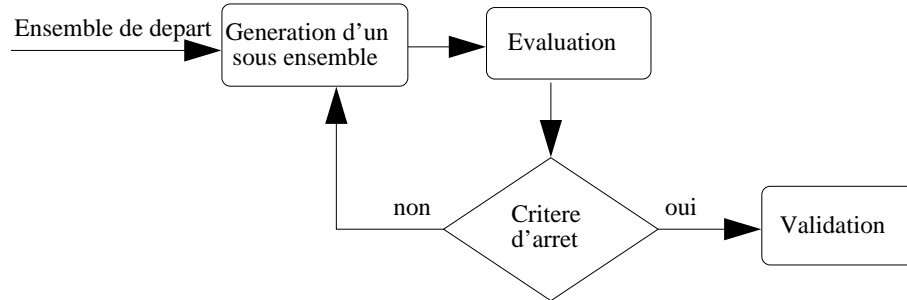 Ensemble de depart
Generation d'un
sous ensemble
Evaluation
non
Critere
d'arret
oui
Validation